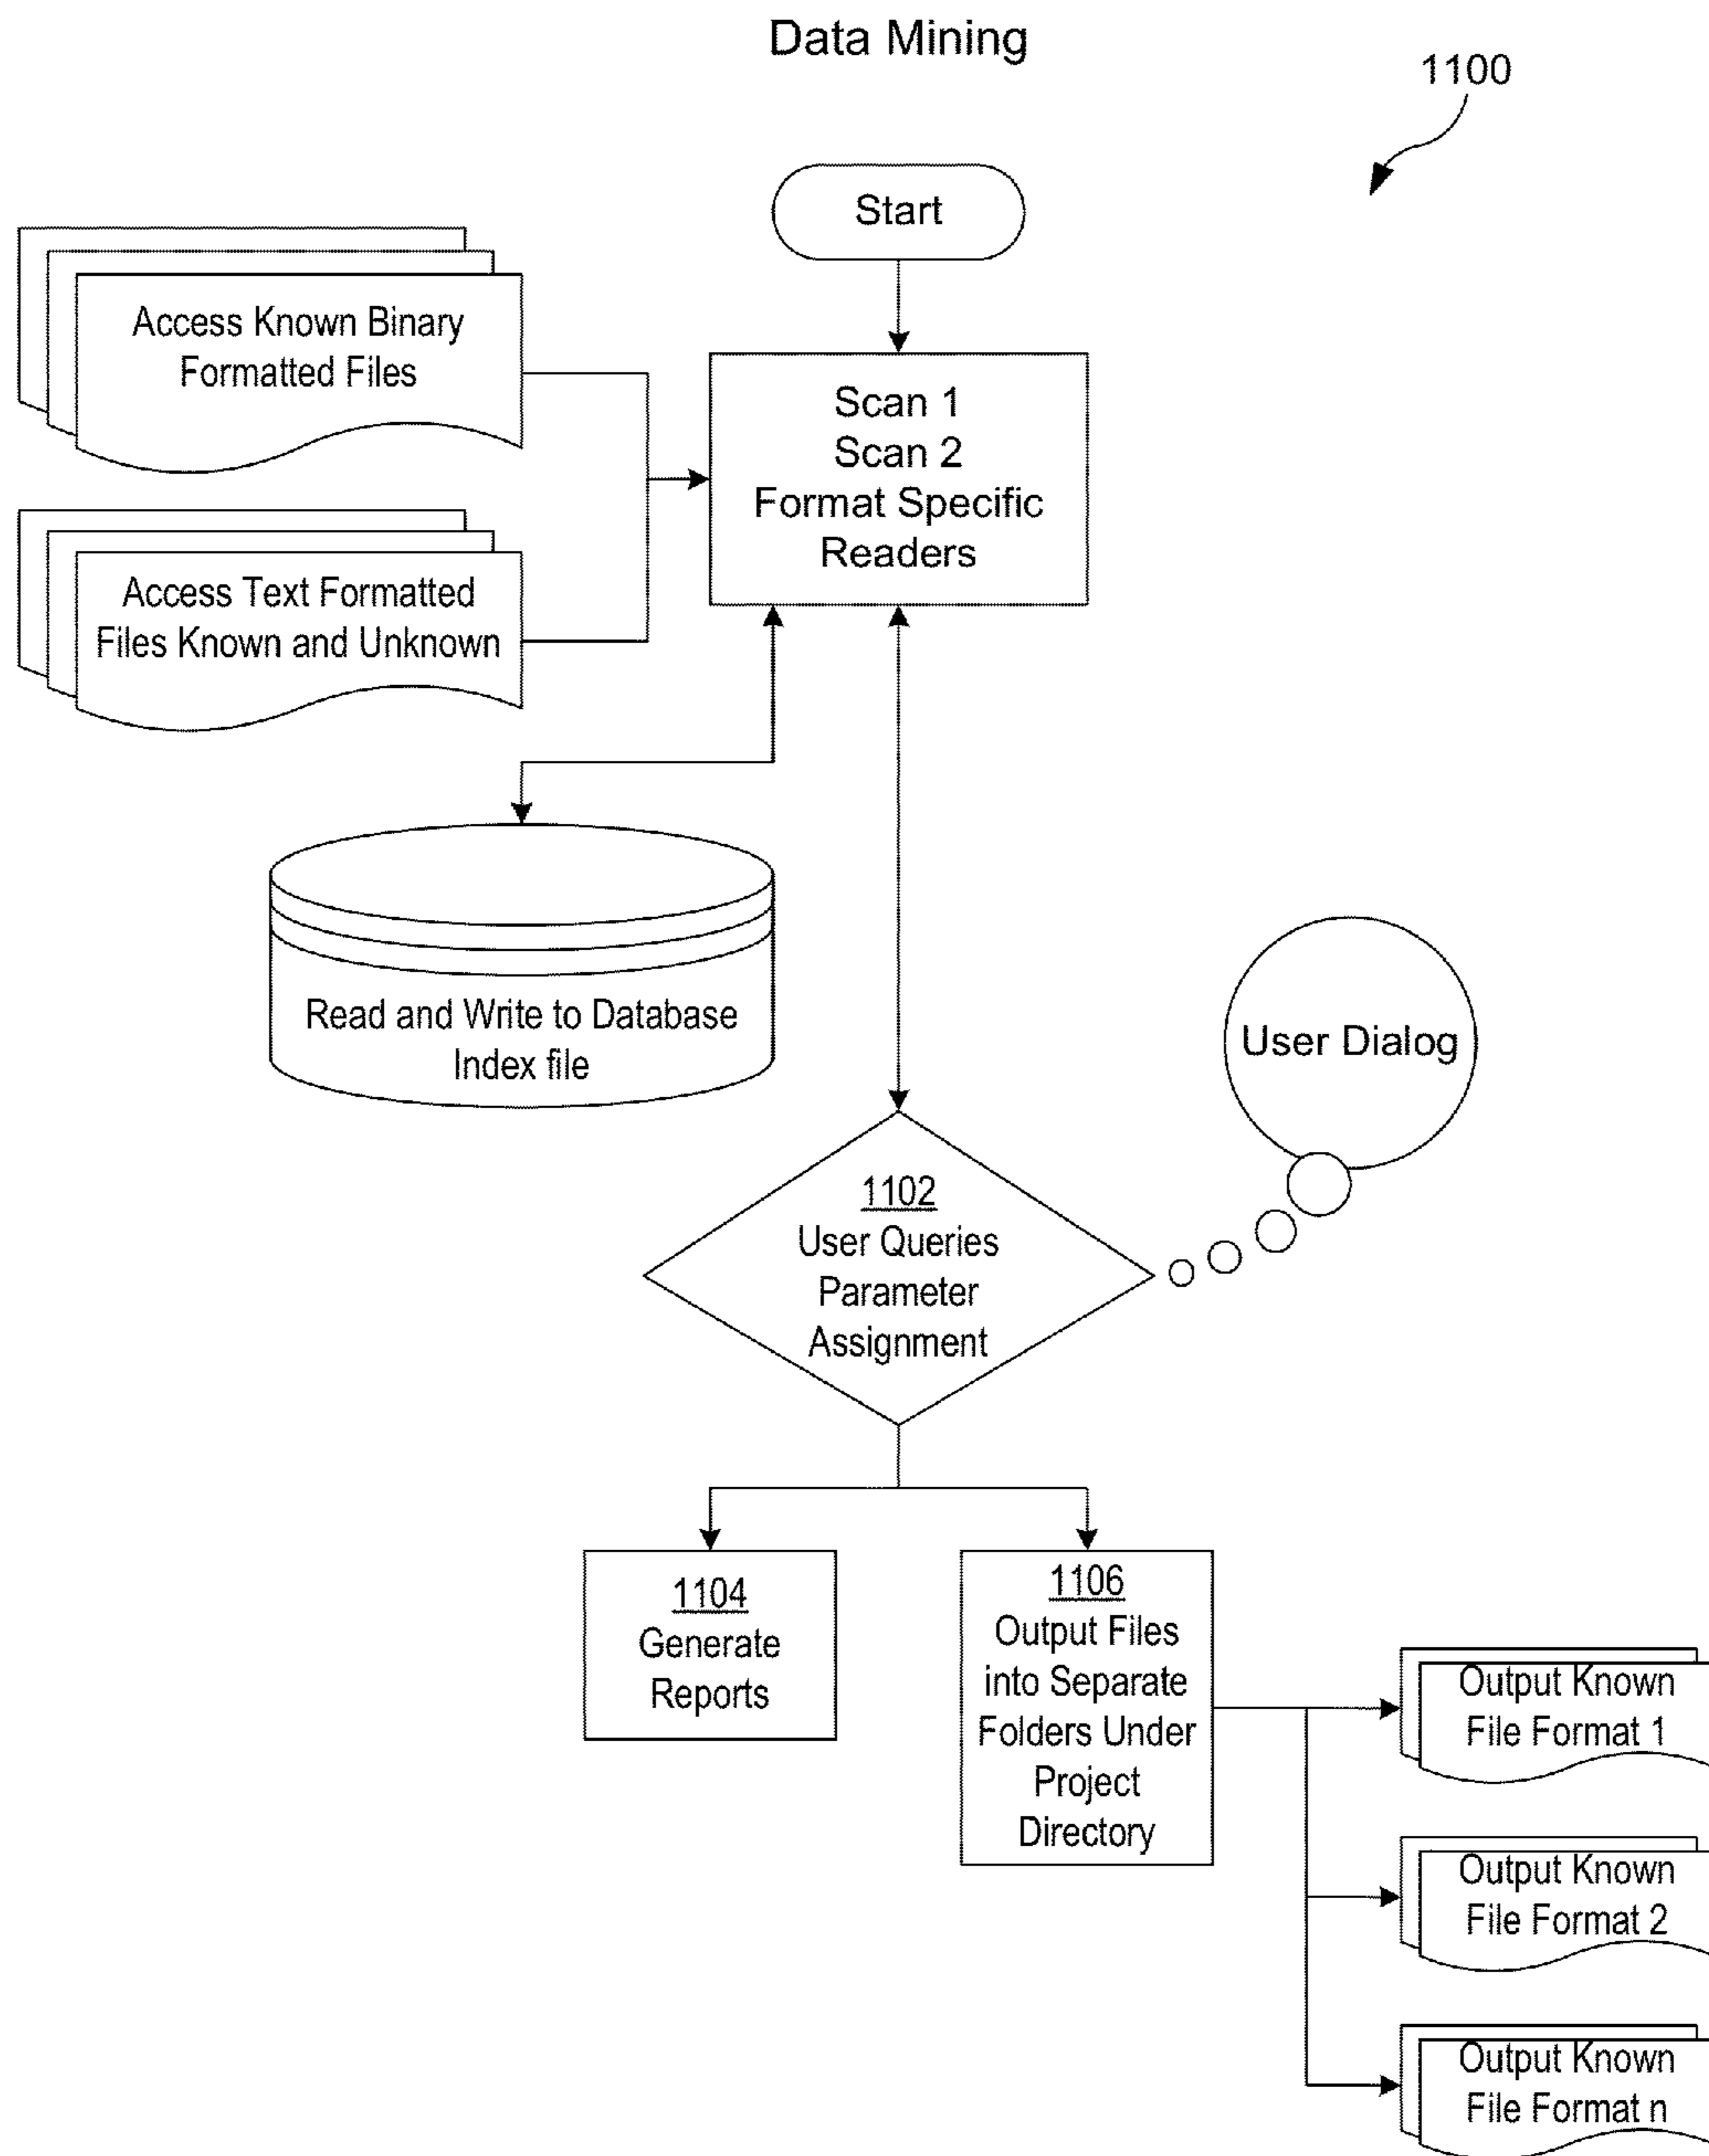 Data Mining
1100
Start
Access Known Binary
Formatted Files
Scan 1
Scan 2
Format Specific
Readers
Access Text Formatted
Files Known and Unknown
Read and Write to Database
Index file
User Dialog
1102
User Queries
Parameter
Assignment
1104
Generate
Reports
1106
Output Files
into Separate
Folders Under
Project
Directory
Output Known
File Format 1
Output Known
File Format 2
Output Known
File Format n